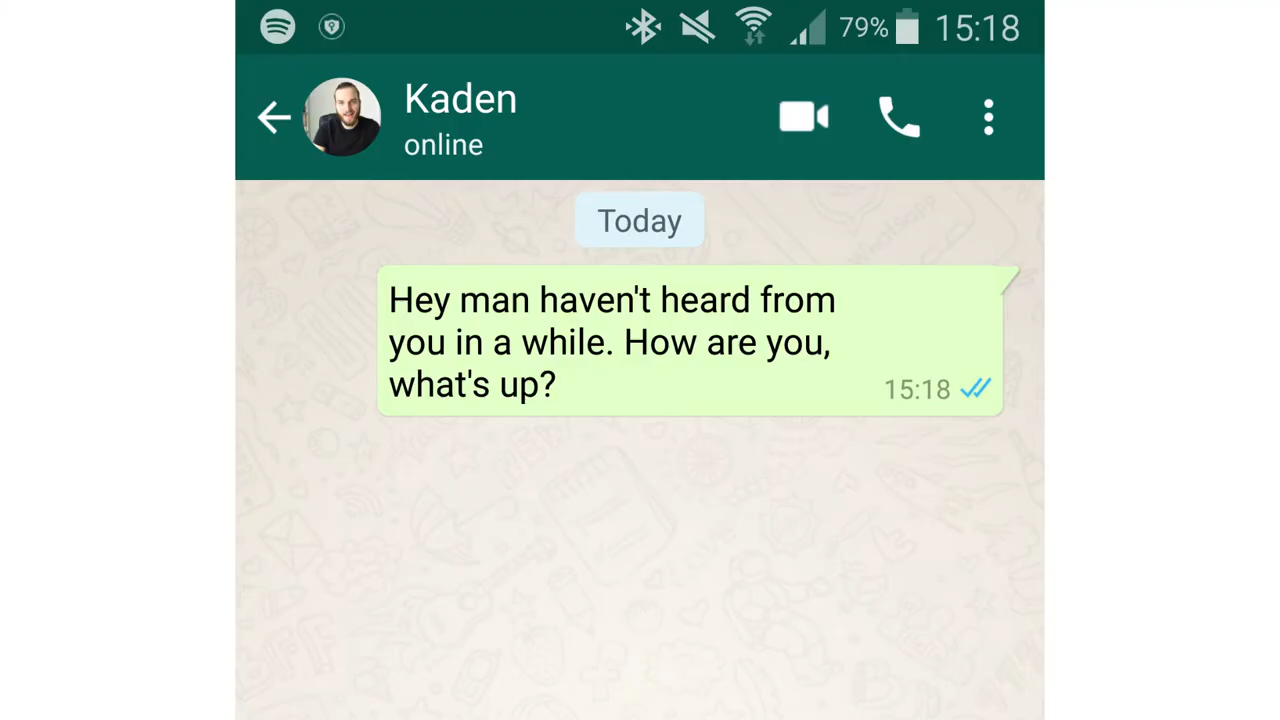 79% 15:18
Kaden
online
Today
Hey man haven't heard from
you in a while. How are you,
what's up?
15:18